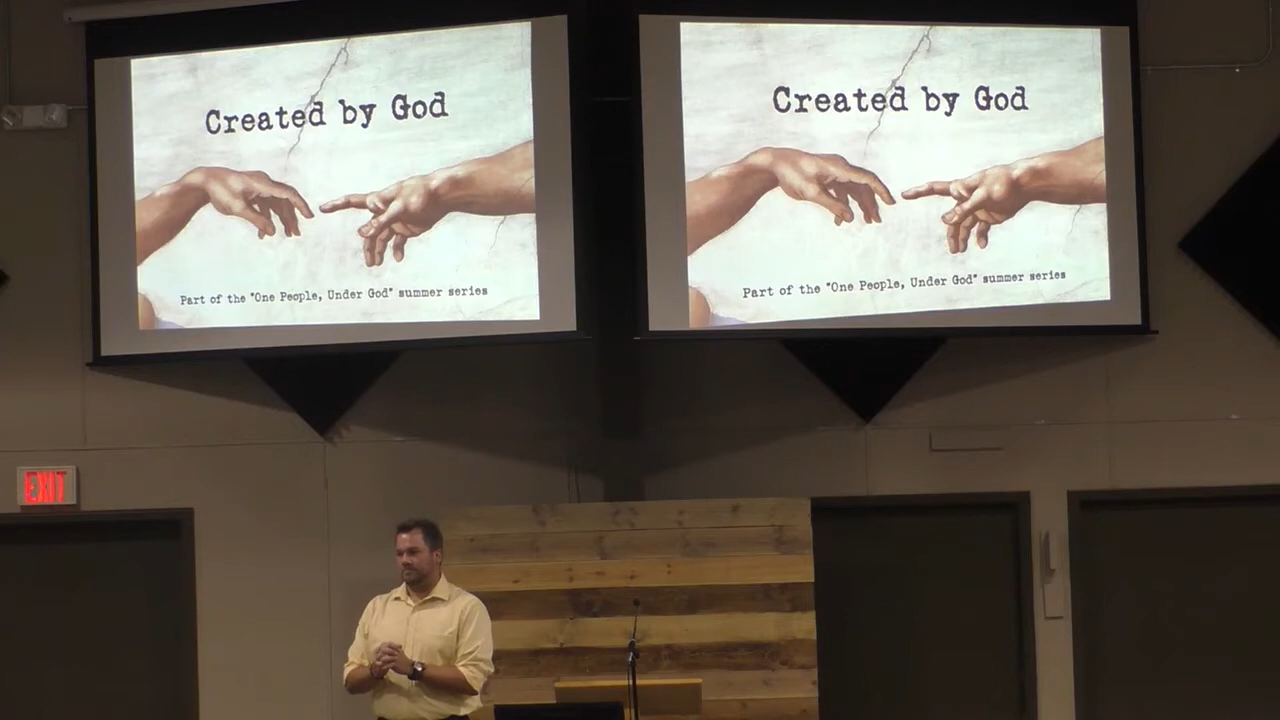 Created by God
Part of the "One People, Under God" summer series
Created by God
Part of the "One People, Under God" summer series
EXIT